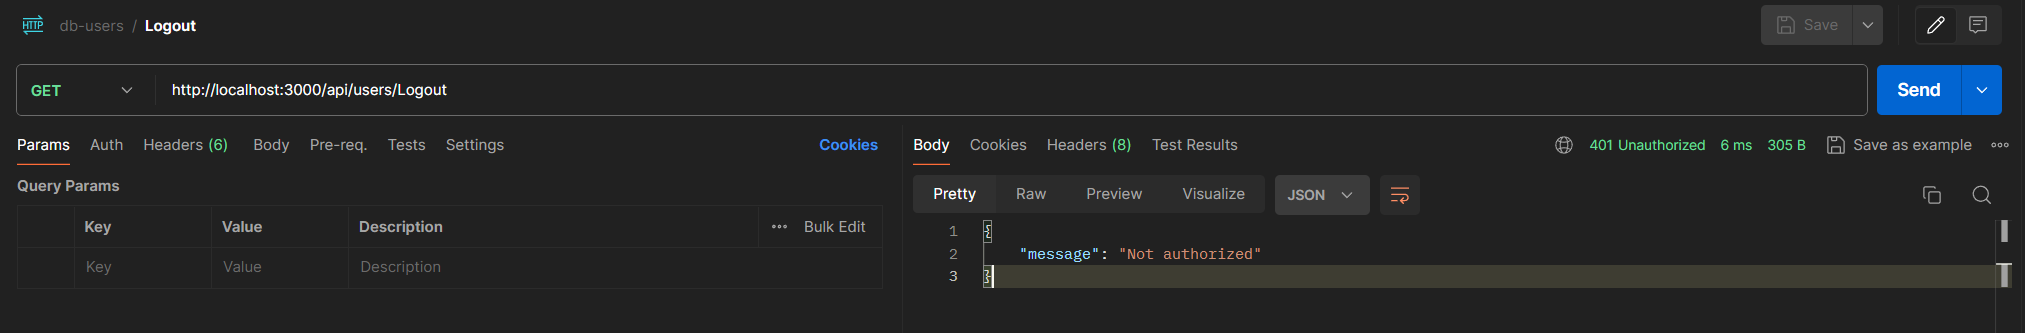 HTTP db-users / Logout Save
GET http://localhost:3000/api/users/Logout Send
Params Auth Headers (6) Body Pre-req. Tests Settings Cookies
Query Params
Key Value Description ••• Bulk Edit
Key Value Description
Body Cookies Headers (8) Test Results 401 Unauthorized 6 ms 305 B Save as example •••
Pretty Raw Preview Visualize JSON
1 {
2 "message": "Not authorized"
3 }